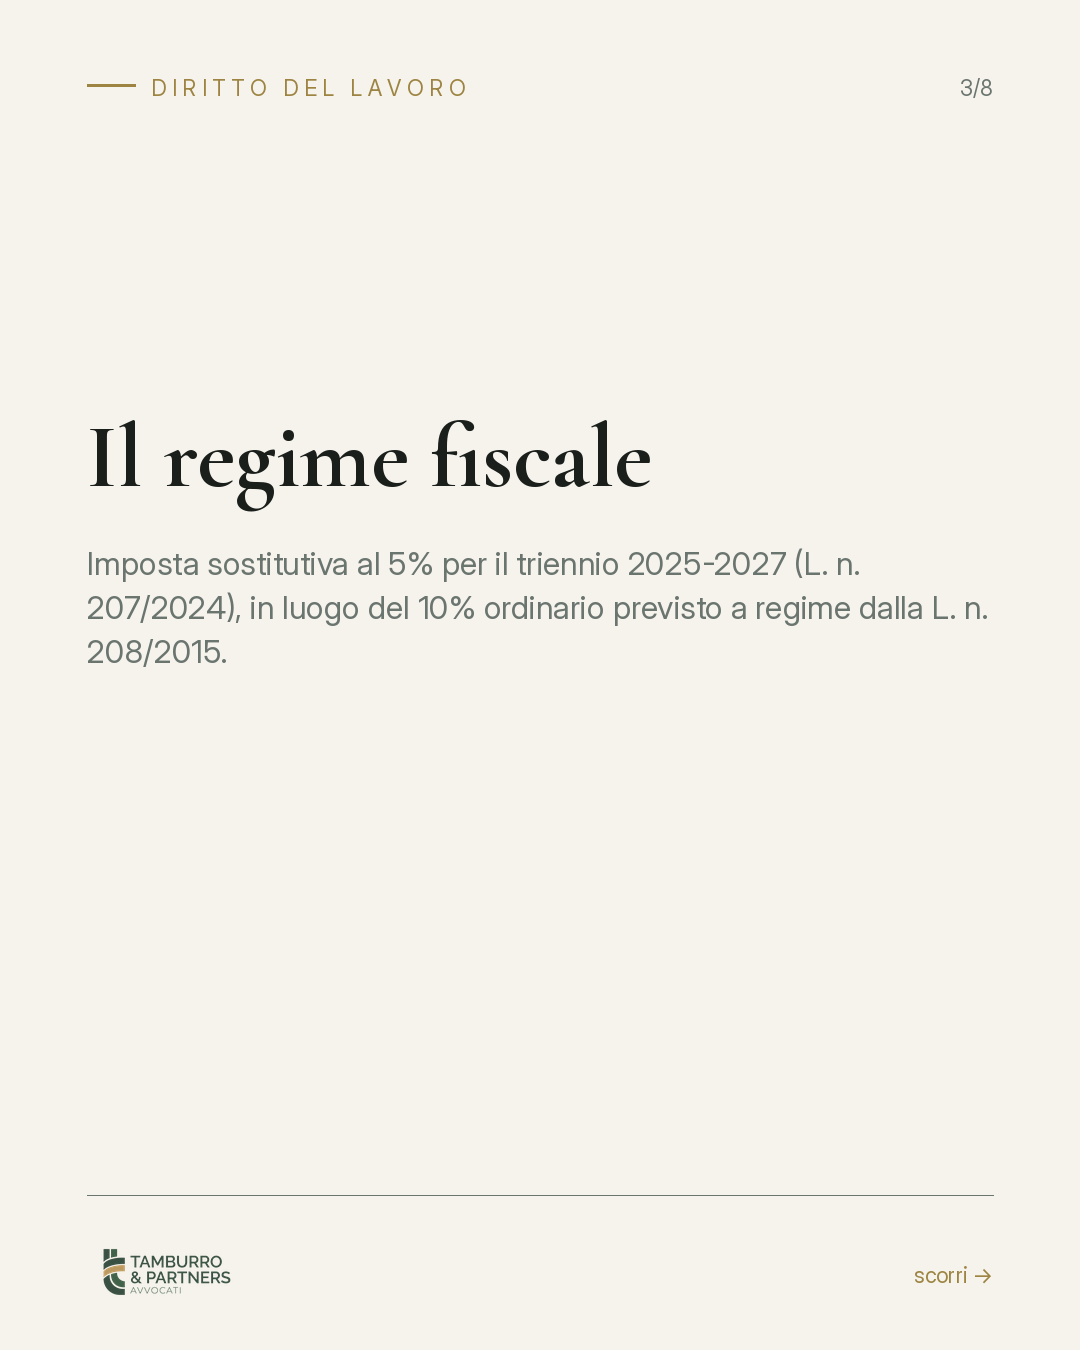 DIRITTO DEL LAVORO
3/8
Il regime fiscale
Imposta sostitutiva al 5% per il triennio 2025-2027 (L. n.
207/2024), in luogo del 10% ordinario previsto a regime dalla L. n.
208/2015.
TAMBURRO
& PARTNERS
AVVOCATI
scorri →